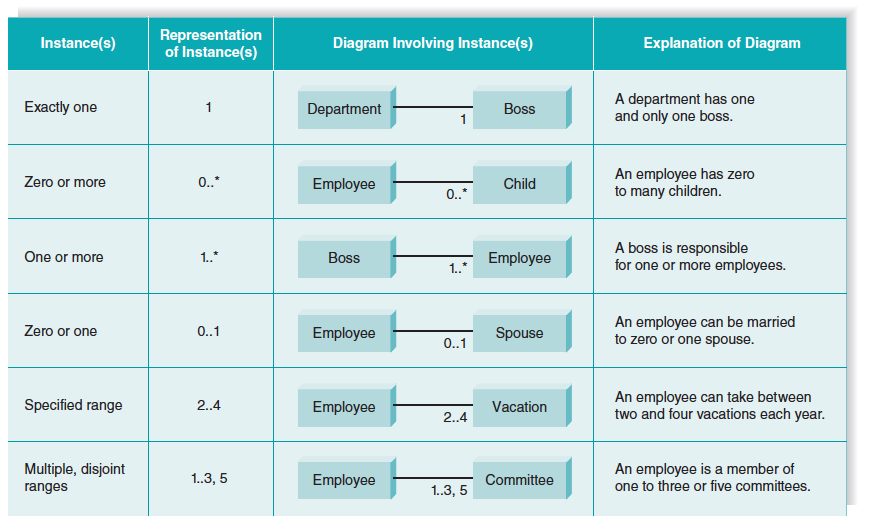 Instance(s)
Representation
of Instance(s)
Diagram Involving Instance(s)
Explanation of Diagram
Exactly one
1
Department
1
Boss
A department has one
and only one boss.
Zero or more
0..*
Employee
0..*
Child
An employee has zero
to many children.
One or more
1..*
Boss
1..*
Employee
A boss is responsible
for one or more employees.
Zero or one
0..1
Employee
0..1
Spouse
An employee can be married
to zero or one spouse.
Specified range
2..4
Employee
2..4
Vacation
An employee can take between
two and four vacations each year.
Multiple, disjoint
ranges
1..3, 5
Employee
1..3, 5
Committee
An employee is a member of
one to three or five committees.